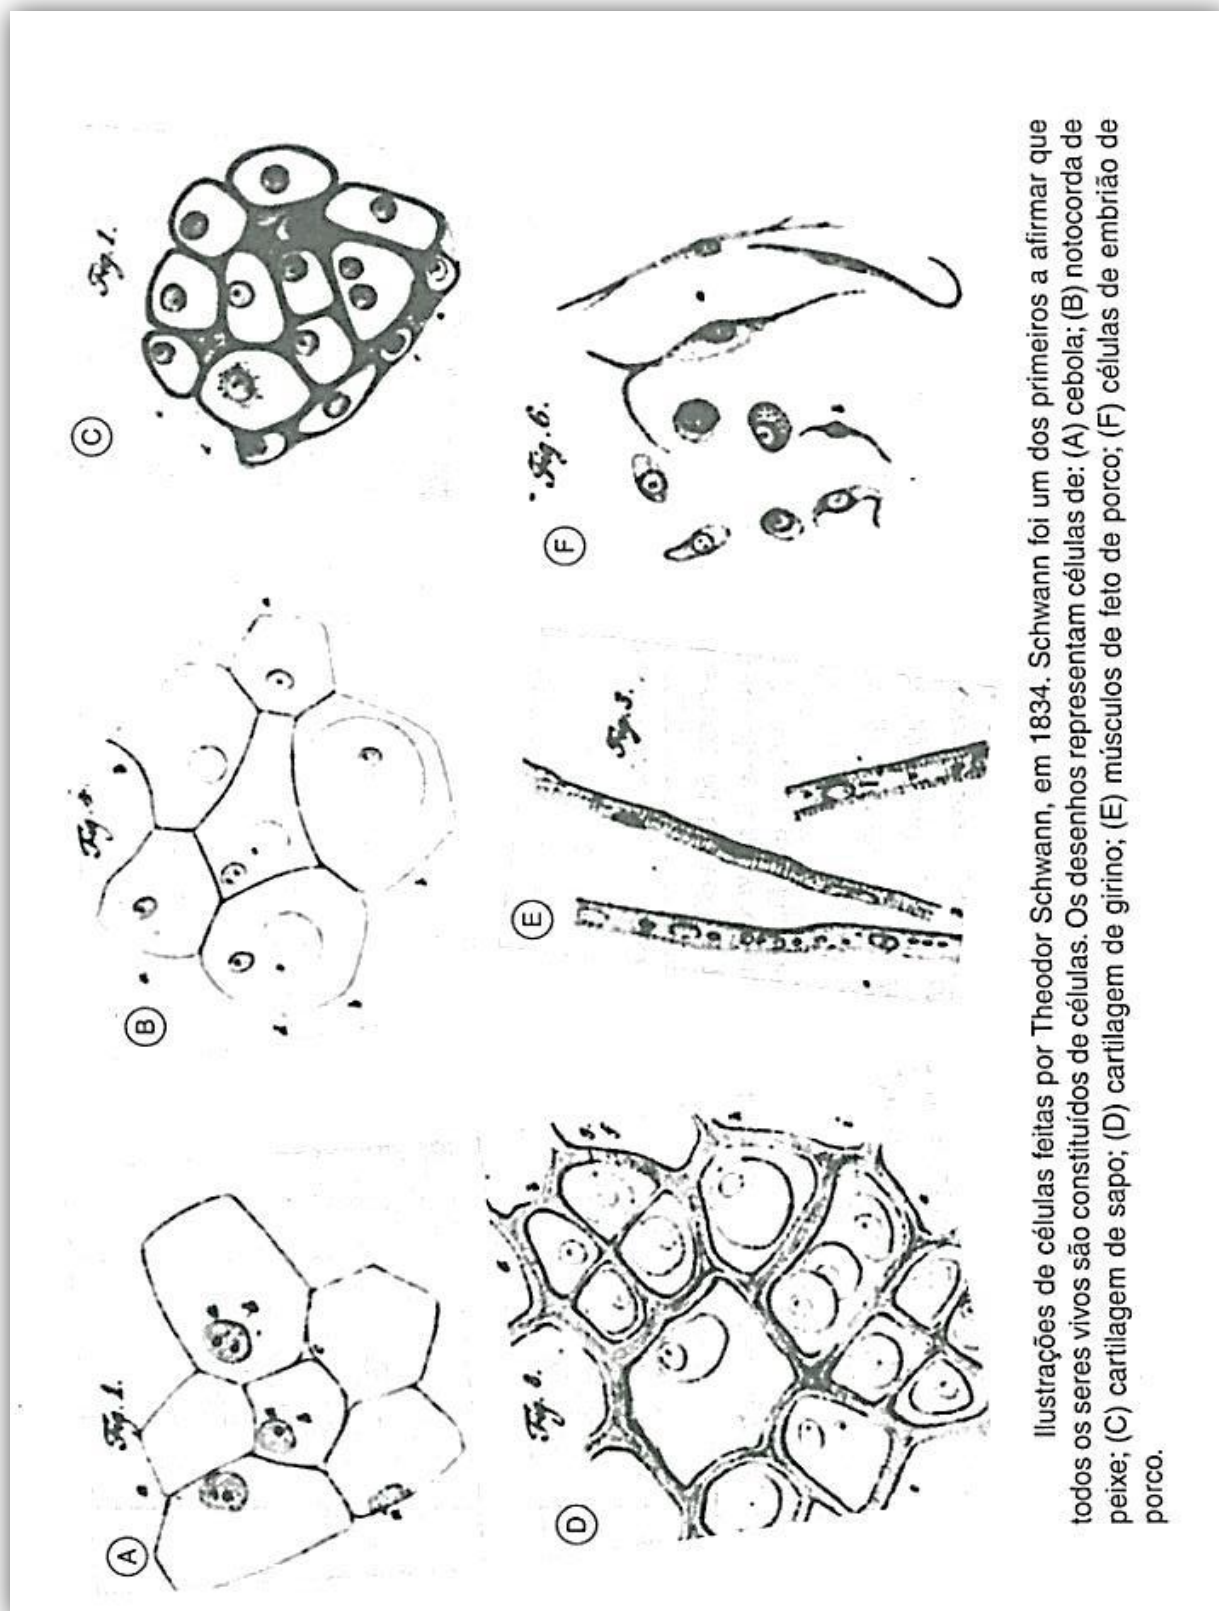 A
Fig. 1.
B
C
Fig. 1.
D
Fig. 8.
E
F
Fig. 6.
Ilustrações de células feitas por Theodor Schwann, em 1834. Schwann foi um dos primeiros a afirmar que
todos os seres vivos são constituídos de células. Os desenhos representam células de: (A) cebola; (B) notocorda de
peixe; (C) cartilagem de sapo; (D) cartilagem de girino; (E) músculos de feto de porco; (F) células de embrião de
porco.